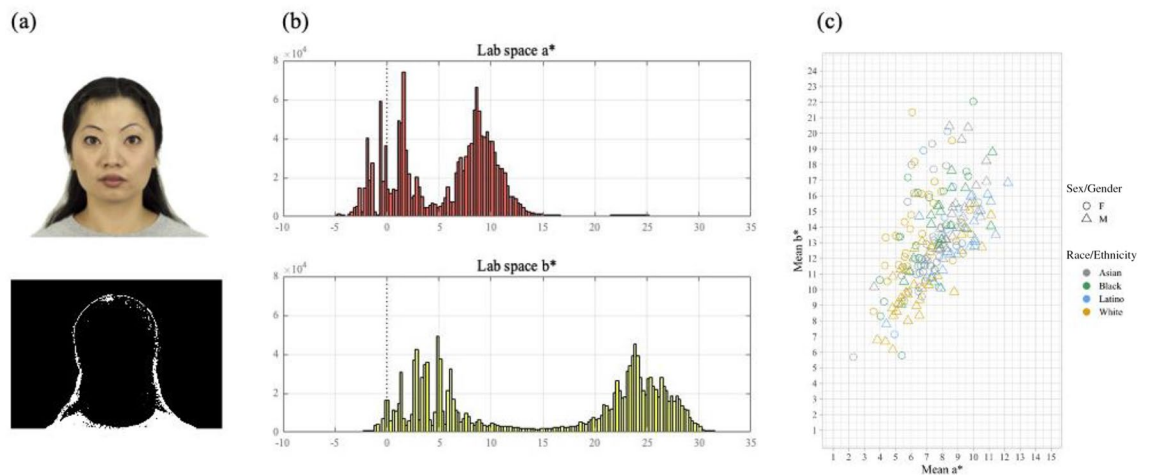 (a)
(b)
(c)
Lab space a*
×10⁴
8
6
4
2
0
-10 -5 0 5 10 15 20 25 30 35
Lab space b*
×10⁴
8
6
4
2
0
-10 -5 0 5 10 15 20 25 30 35
Mean b*
24
23
22
21
20
19
18
17
16
15
14
13
12
11
10
9
8
7
6
5
4
3
2
1
1 2 3 4 5 6 7 8 9 10 11 12 13 14 15
Mean a*
Sex/Gender
F
M
Race/Ethnicity
Asian
Black
Latino
White